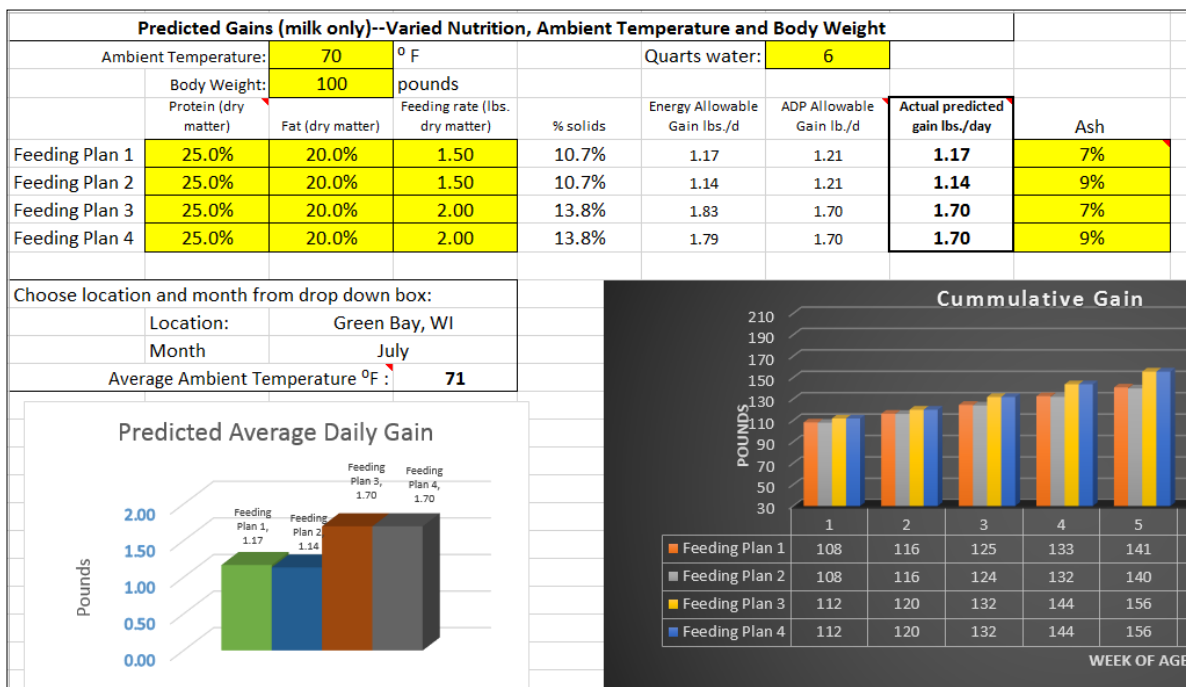 Predicted Gains (milk only)--Varied Nutrition, Ambient Temperature and Body Weight
Ambient Temperature: 70 ⁰ F Quarts water: 6
Body Weight: 100 pounds
Protein (dry matter) Fat (dry matter) Feeding rate (lbs. dry matter) % solids Energy Allowable Gain lbs./d ADP Allowable Gain lb./d Actual predicted gain lbs./day Ash
Feeding Plan 1 25.0% 20.0% 1.50 10.7% 1.17 1.21 1.17 7%
Feeding Plan 2 25.0% 20.0% 1.50 10.7% 1.14 1.21 1.14 9%
Feeding Plan 3 25.0% 20.0% 2.00 13.8% 1.83 1.70 1.70 7%
Feeding Plan 4 25.0% 20.0% 2.00 13.8% 1.79 1.70 1.70 9%
Choose location and month from drop down box:
Location: Green Bay, WI
Month July
Average Ambient Temperature ⁰F : 71
Predicted Average Daily Gain
Pounds
2.00
1.50
1.00
0.50
0.00
Feeding Plan 1, 1.17
Feeding Plan 2, 1.14
Feeding Plan 3, 1.70
Feeding Plan 4, 1.70
Cummulative Gain
POUNDS
210
190
170
150
130
110
90
70
50
30
1 2 3 4 5
Feeding Plan 1 108 116 125 133 141
Feeding Plan 2 108 116 124 132 140
Feeding Plan 3 112 120 132 144 156
Feeding Plan 4 112 120 132 144 156
WEEK OF AGE